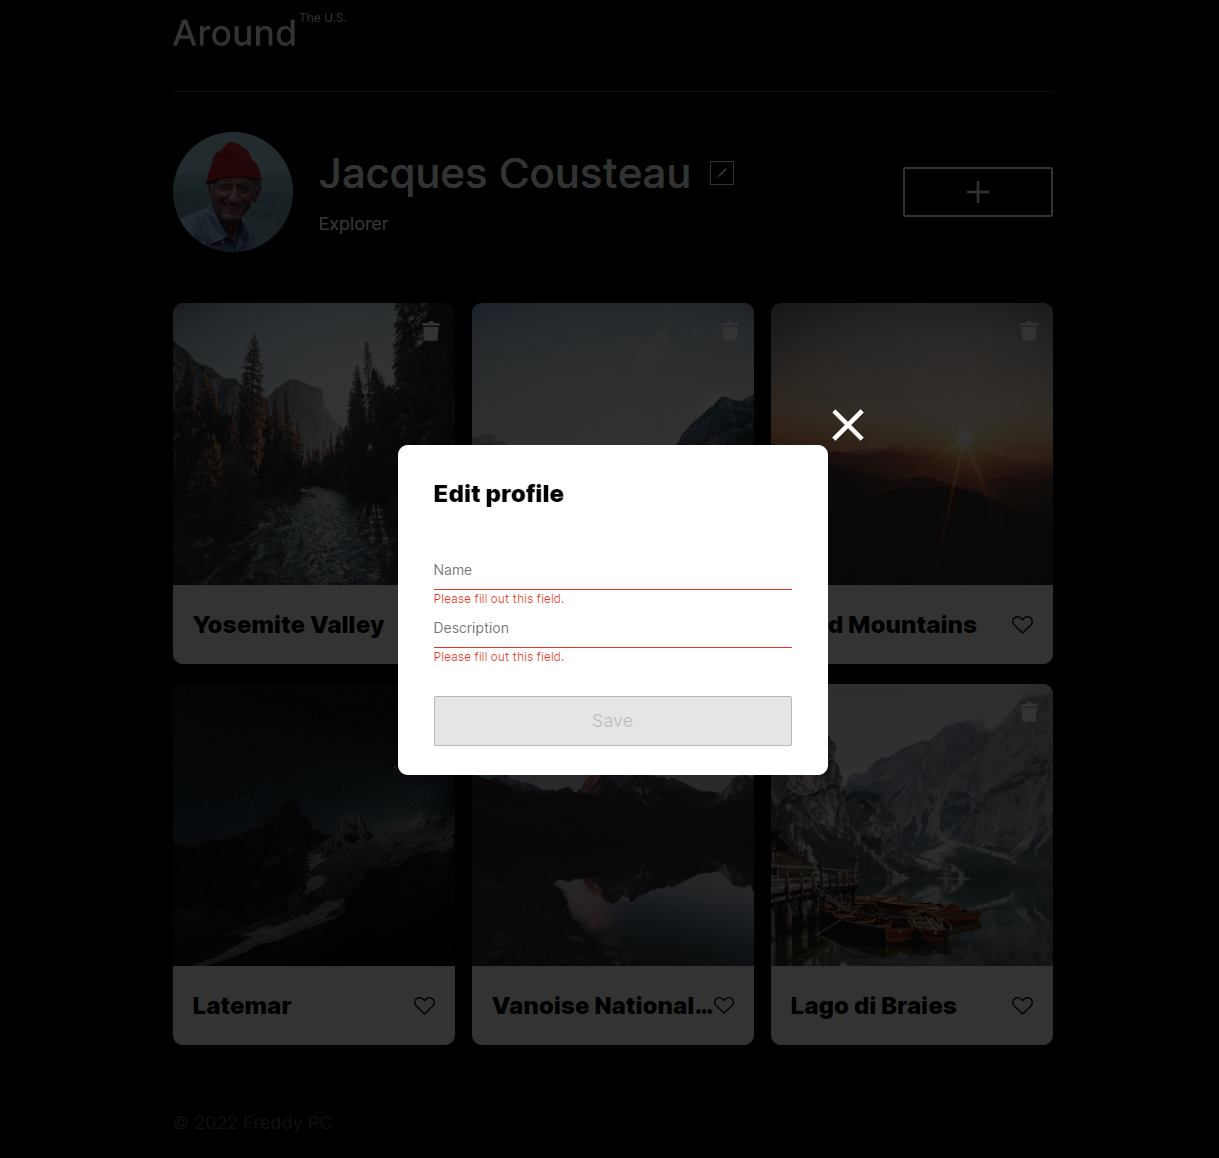 Around The U.S.
Jacques Cousteau
Explorer
Edit profile
Name
Please fill out this field.
Description
Please fill out this field.
Save
Yosemite Valley
d Mountains
Latemar
Vanoise National...
Lago di Braies
© 2022 Freddy PC